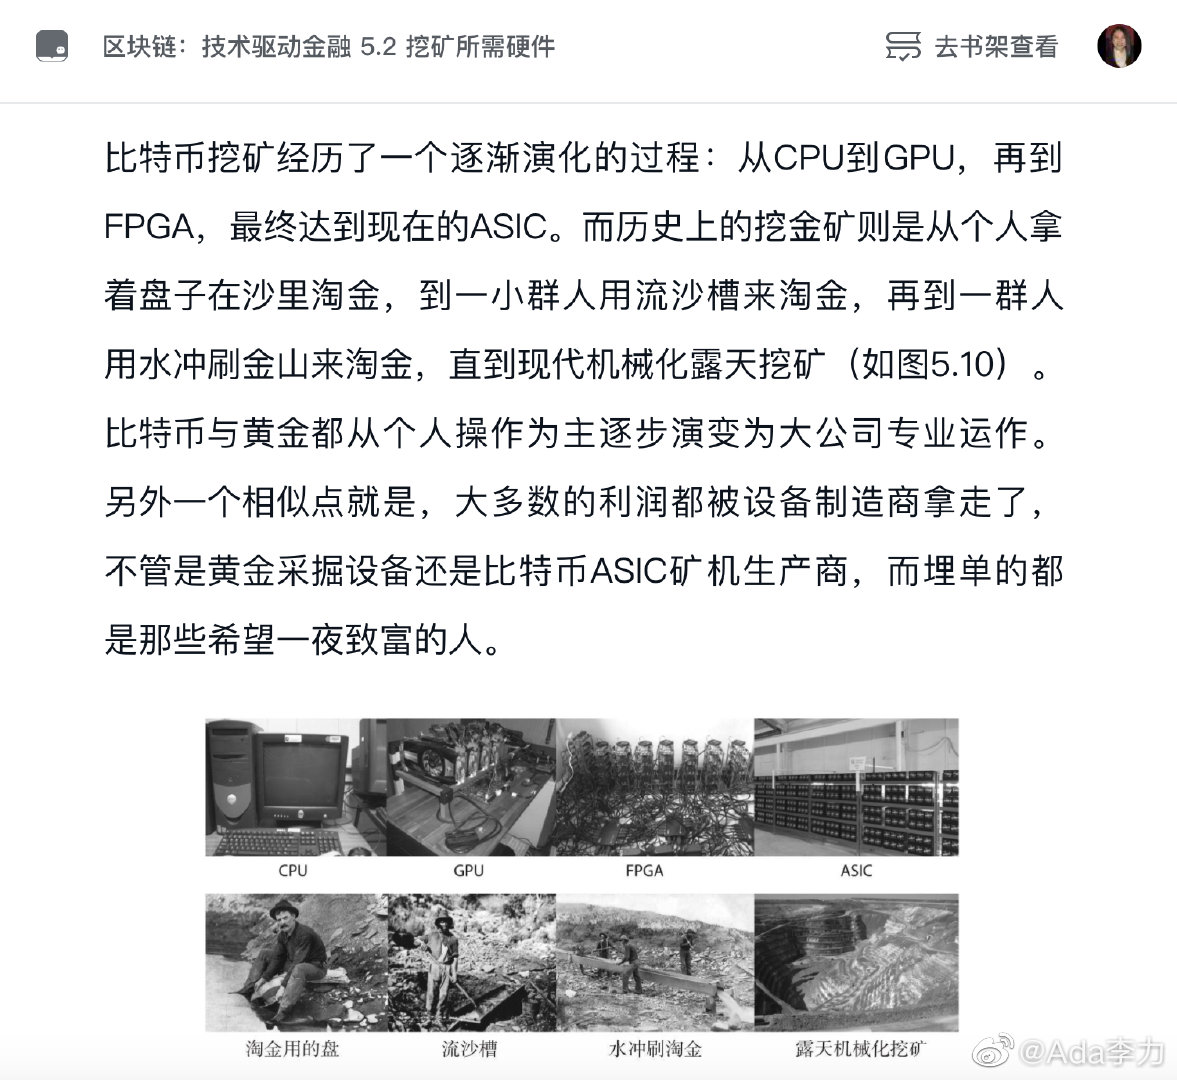 区块链：技术驱动金融 5.2 挖矿所需硬件
去书架查看
比特币挖矿经历了一个逐渐演化的过程：从CPU到GPU，再到
FPGA，最终达到现在的ASIC。而历史上的挖金矿则是从个人拿
着盘子在沙里淘金，到一小群人用流沙槽来淘金，再到一群人
用水冲刷金山来淘金，直到现代机械化露天挖矿（如图5.10）。
比特币与黄金都从个人操作为主逐步演变为大公司专业运作。
另外一个相似点就是，大多数的利润都被设备制造商拿走了，
不管是黄金采掘设备还是比特币ASIC矿机生产商，而埋单的都
是那些希望一夜致富的人。
CPU
GPU
FPGA
ASIC
淘金用的盘
流沙槽
水冲刷淘金
露天机械化挖矿
@Ada李力